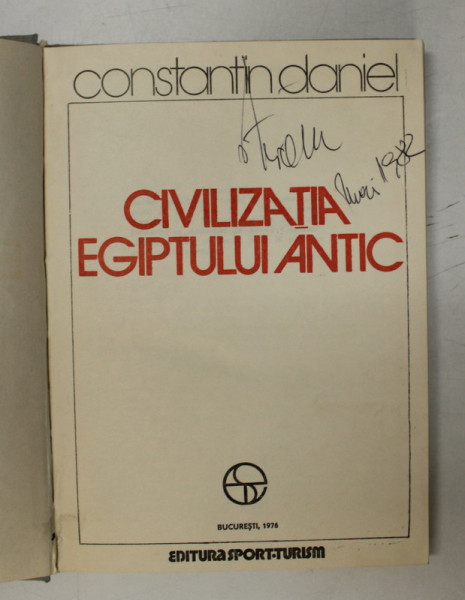 constantin daniel
CIVILIZAȚIA
EGIPTULUI ANTIC
BUCUREȘTI, 1976
EDITURA SPORT-TURISM